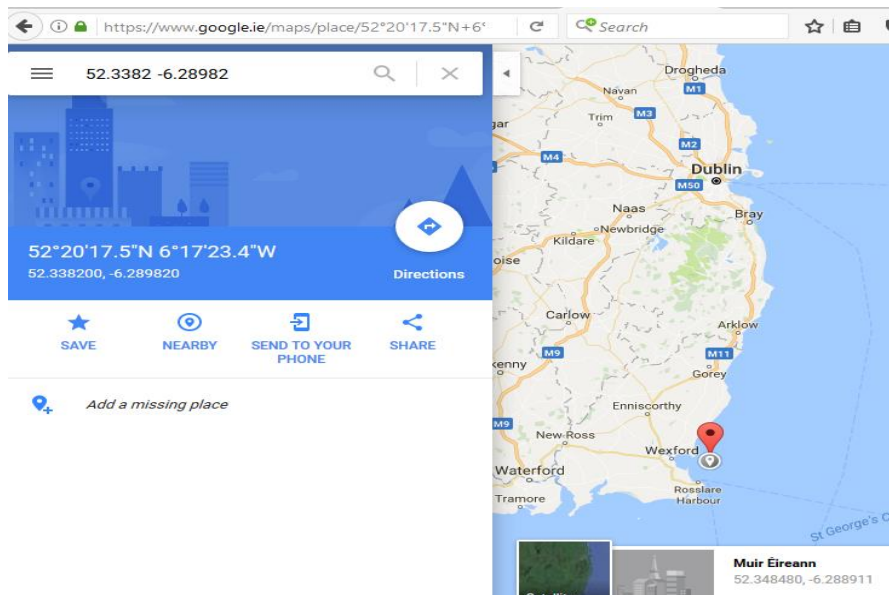 https://www.google.ie/maps/place/52°20'17.5"N+6°
Search
52.3382 -6.28982
52°20'17.5"N 6°17'23.4"W
52.338200, -6.289820
Directions
SAVE
NEARBY
SEND TO YOUR
PHONE
SHARE
Add a missing place
Drogheda
Navan
M1
Trim
M3
gar
M2
M4
Dublin
M50
Naas
Bray
Newbridge
Kildare
oise
Carlow
Arklow
M9
M11
kenny
Gorey
Enniscorthy
M9
New Ross
Wexford
Waterford
Rosslare
Harbour
Tramore
St George's C
Muir Éireann
52.348480, -6.288911